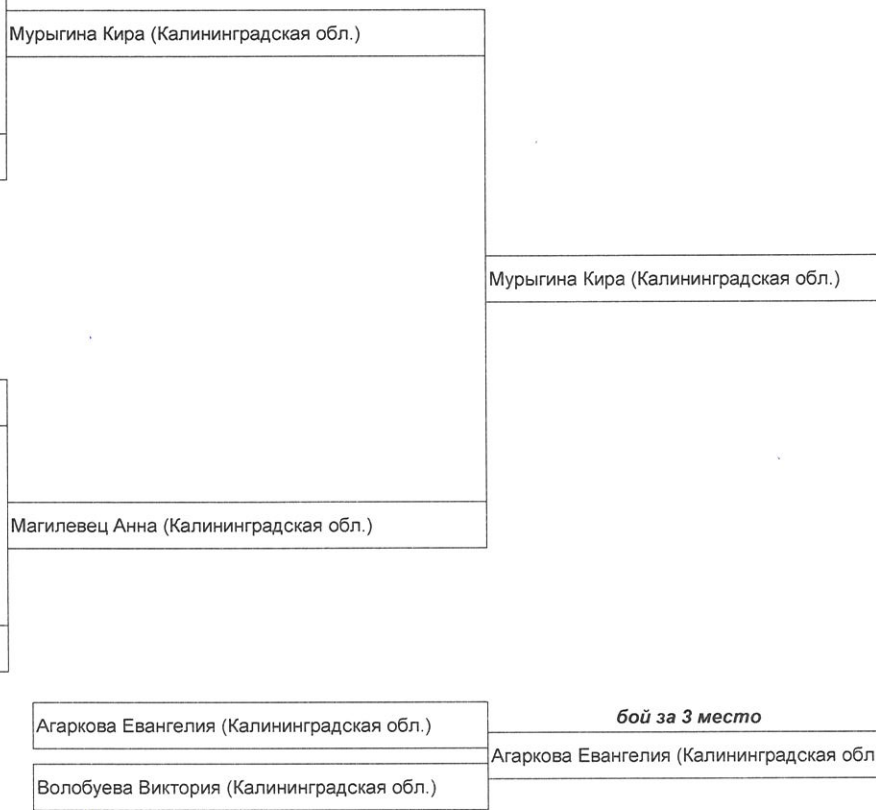 Мурыгина Кира (Калининградская обл.)
Мурыгина Кира (Калининградская обл.)
Магилевец Анна (Калининградская обл.)
бой за 3 место
Агаркова Евангелия (Калининградская обл.)
Агаркова Евангелия (Калининградская обл
Волобуева Виктория (Калининградская обл.)